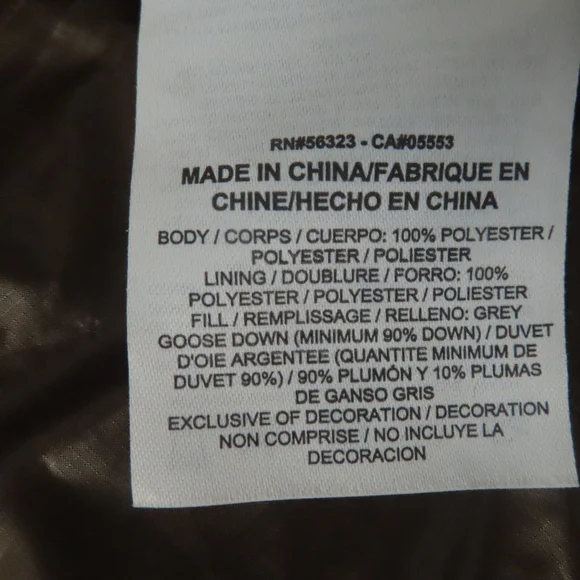 RN#56323 - CA#05553
MADE IN CHINA/FABRIQUE EN
CHINE/HECHO EN CHINA
BODY / CORPS / CUERPO: 100% POLYESTER /
POLYESTER / POLIESTER
LINING / DOUBLURE / FORRO: 100%
POLYESTER / POLYESTER / POLIESTER
FILL / REMPLISSAGE / RELLENO: GREY
GOOSE DOWN (MINIMUM 90% DOWN) / DUVET
D'OIE ARGENTEE (QUANTITE MINIMUM DE
DUVET 90%) / 90% PLUMÓN Y 10% PLUMAS
DE GANSO GRIS
EXCLUSIVE OF DECORATION / DECORATION
NON COMPRISE / NO INCLUYE LA
DECORACION